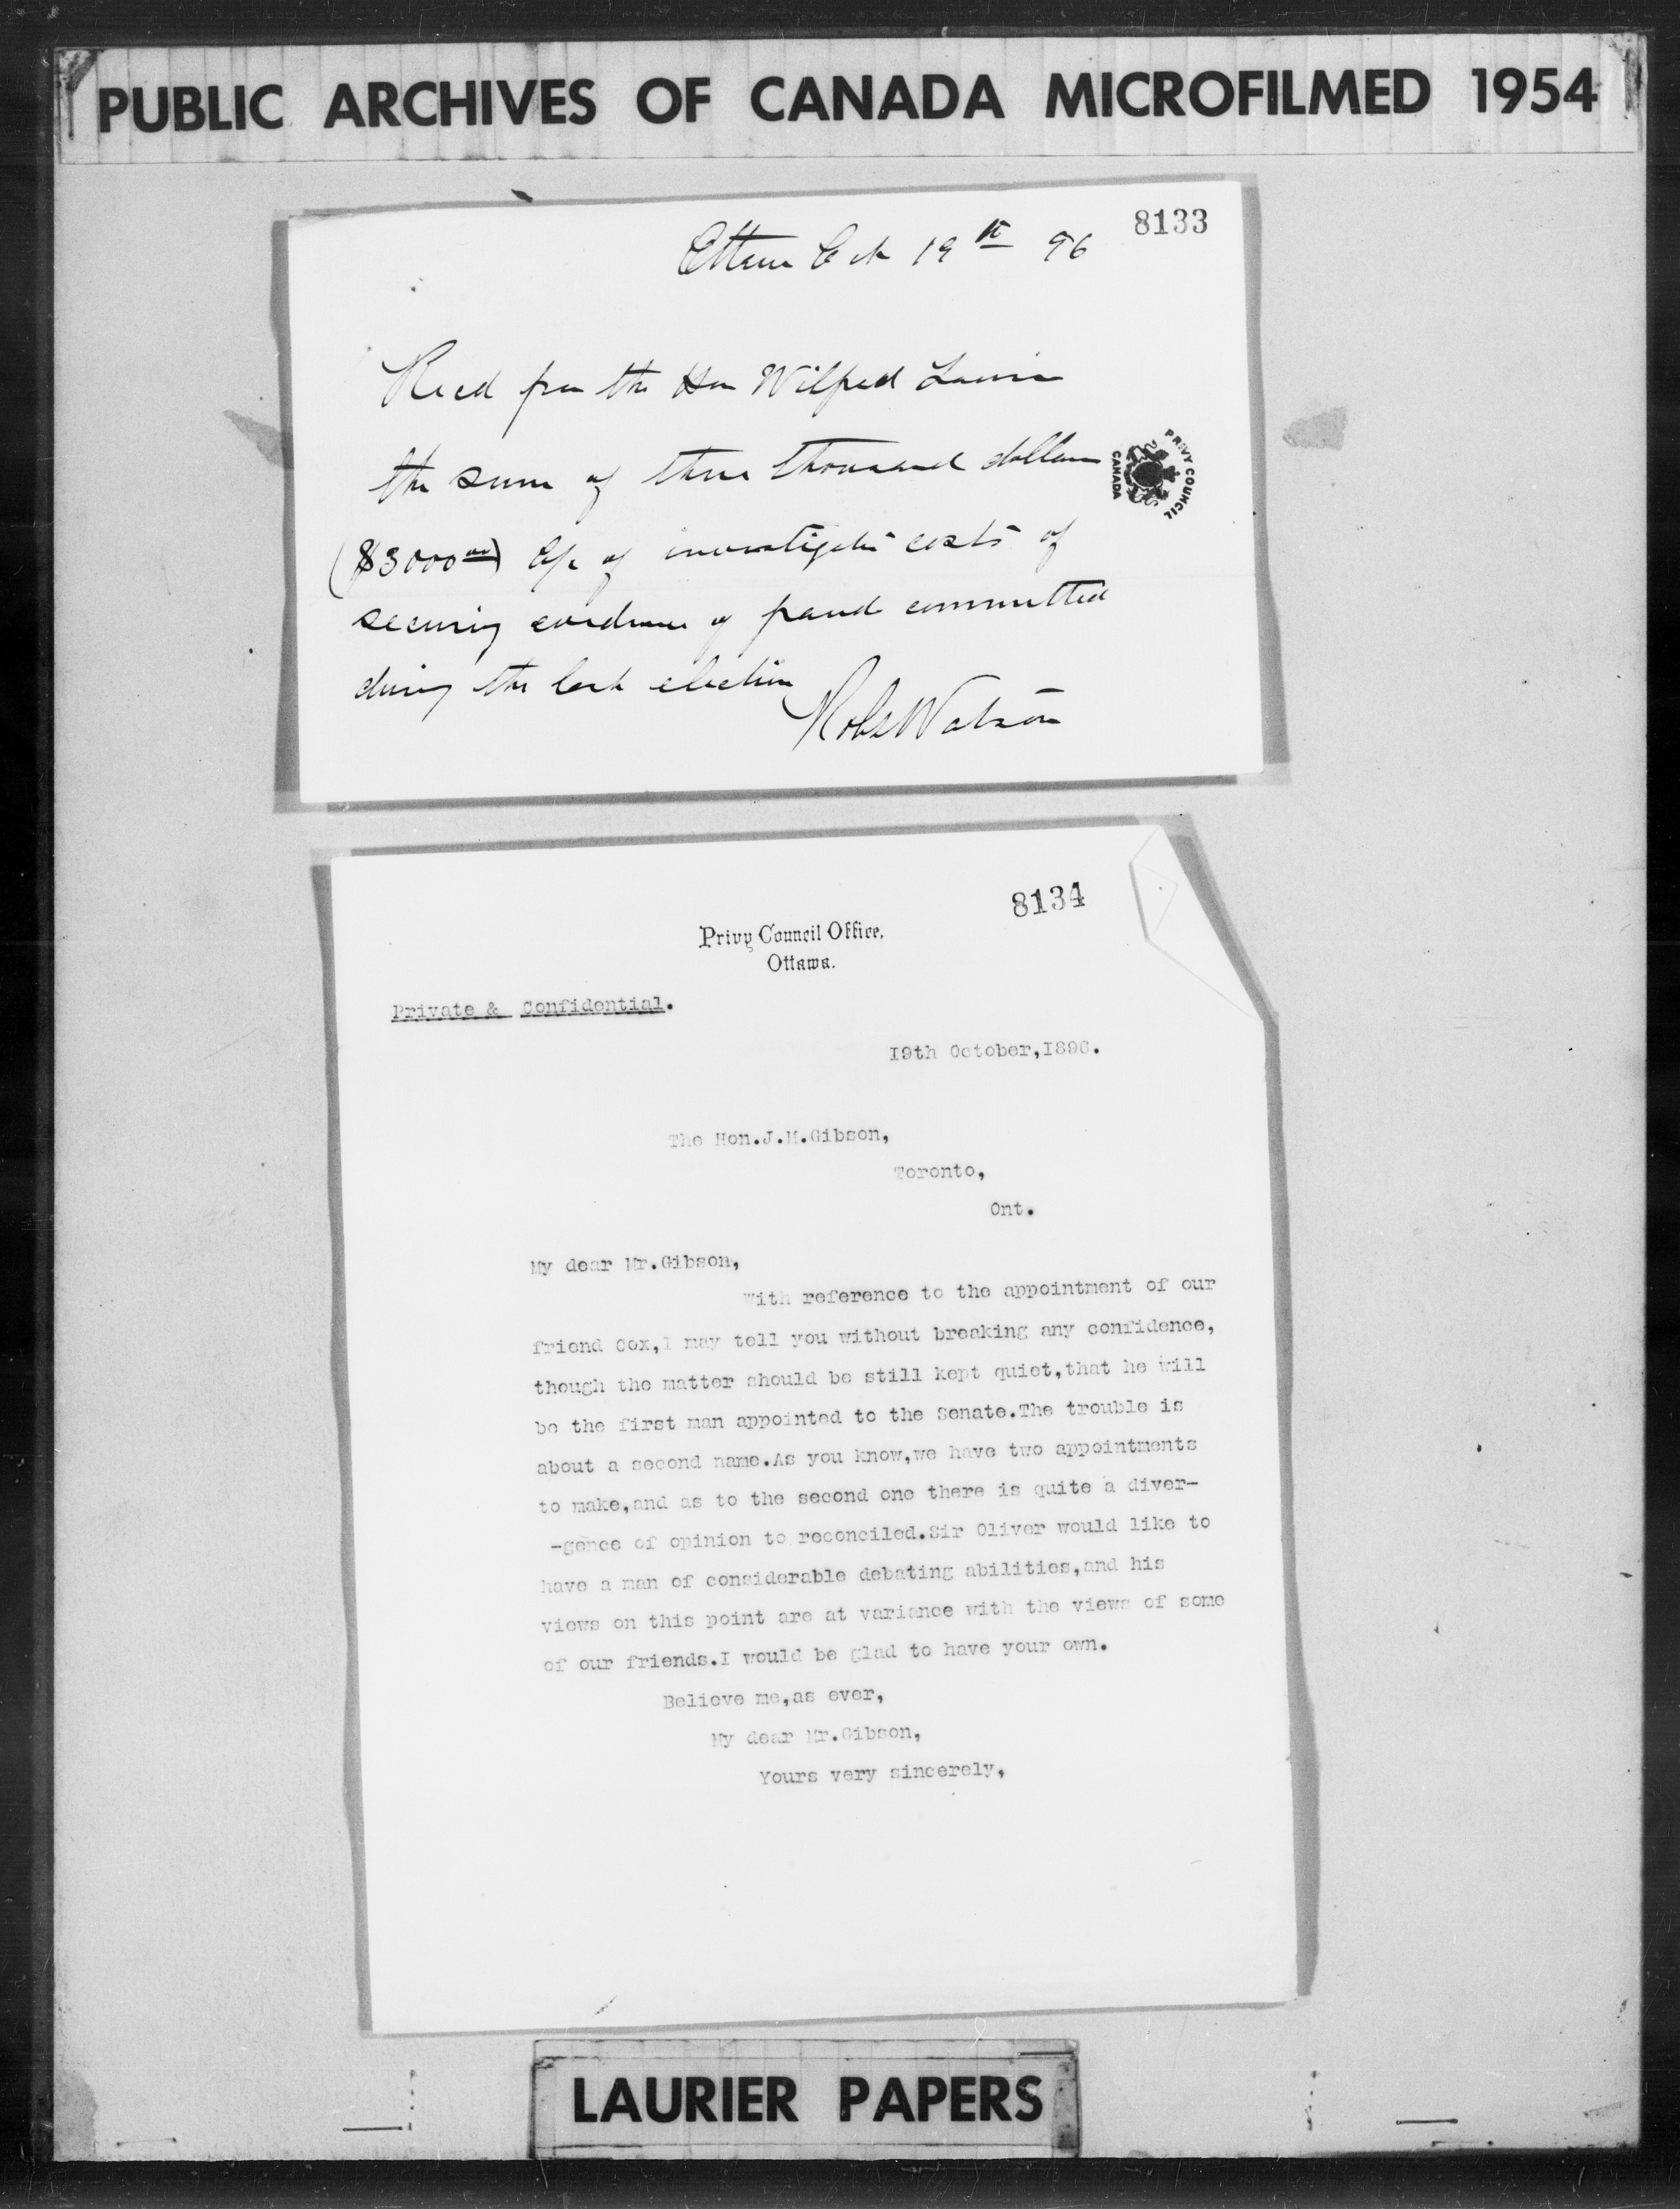 PUBLIC ARCHIVES OF CANADA MICROFILMED 1954
8133
Ottawa Oct 19th 96
Recd from the Hon Wilfred Laurier
the sum of three thousand dollars
PRIVY COUNCIL
CANADA
($3000 00) A/c of investigati costs of
securing evidence of fraud committed
during the last election
Robt Watson
8134
Privy Council Office,
Ottawa.
Private & Confidential.
19th October,1896.
The Hon.J.M.Gibson,
Toronto,
Ont.
My dear Mr.Gibson,
With reference to the appointment of our
friend Cox,I may tell you without breaking any confidence,
though the matter should be still kept quiet,that he will
be the first man appointed to the Senate.The trouble is
about a second name.As you know,we have two appointments
to make,and as to the second one there is quite a diver-
-gence of opinion to reconciled.Sir Oliver would like to
have a man of considerable debating abilities,and his
views on this point are at variance with the views of some
of our friends.I would be glad to have your own.
Believe me,as ever,
My dear Mr.Gibson,
Yours very sincerely,
LAURIER PAPERS